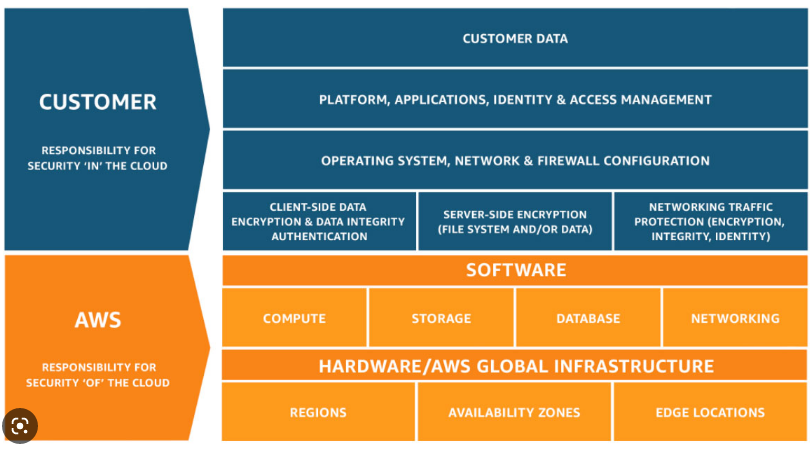 CUSTOMER
RESPONSIBILITY FOR
SECURITY ‘IN’ THE CLOUD
CUSTOMER DATA
PLATFORM, APPLICATIONS, IDENTITY & ACCESS MANAGEMENT
OPERATING SYSTEM, NETWORK & FIREWALL CONFIGURATION
CLIENT-SIDE DATA
ENCRYPTION & DATA INTEGRITY
AUTHENTICATION
SERVER-SIDE ENCRYPTION
(FILE SYSTEM AND/OR DATA)
NETWORKING TRAFFIC
PROTECTION (ENCRYPTION,
INTEGRITY, IDENTITY)
AWS
RESPONSIBILITY FOR
SECURITY ‘OF’ THE CLOUD
SOFTWARE
COMPUTE
STORAGE
DATABASE
NETWORKING
HARDWARE/AWS GLOBAL INFRASTRUCTURE
REGIONS
AVAILABILITY ZONES
EDGE LOCATIONS